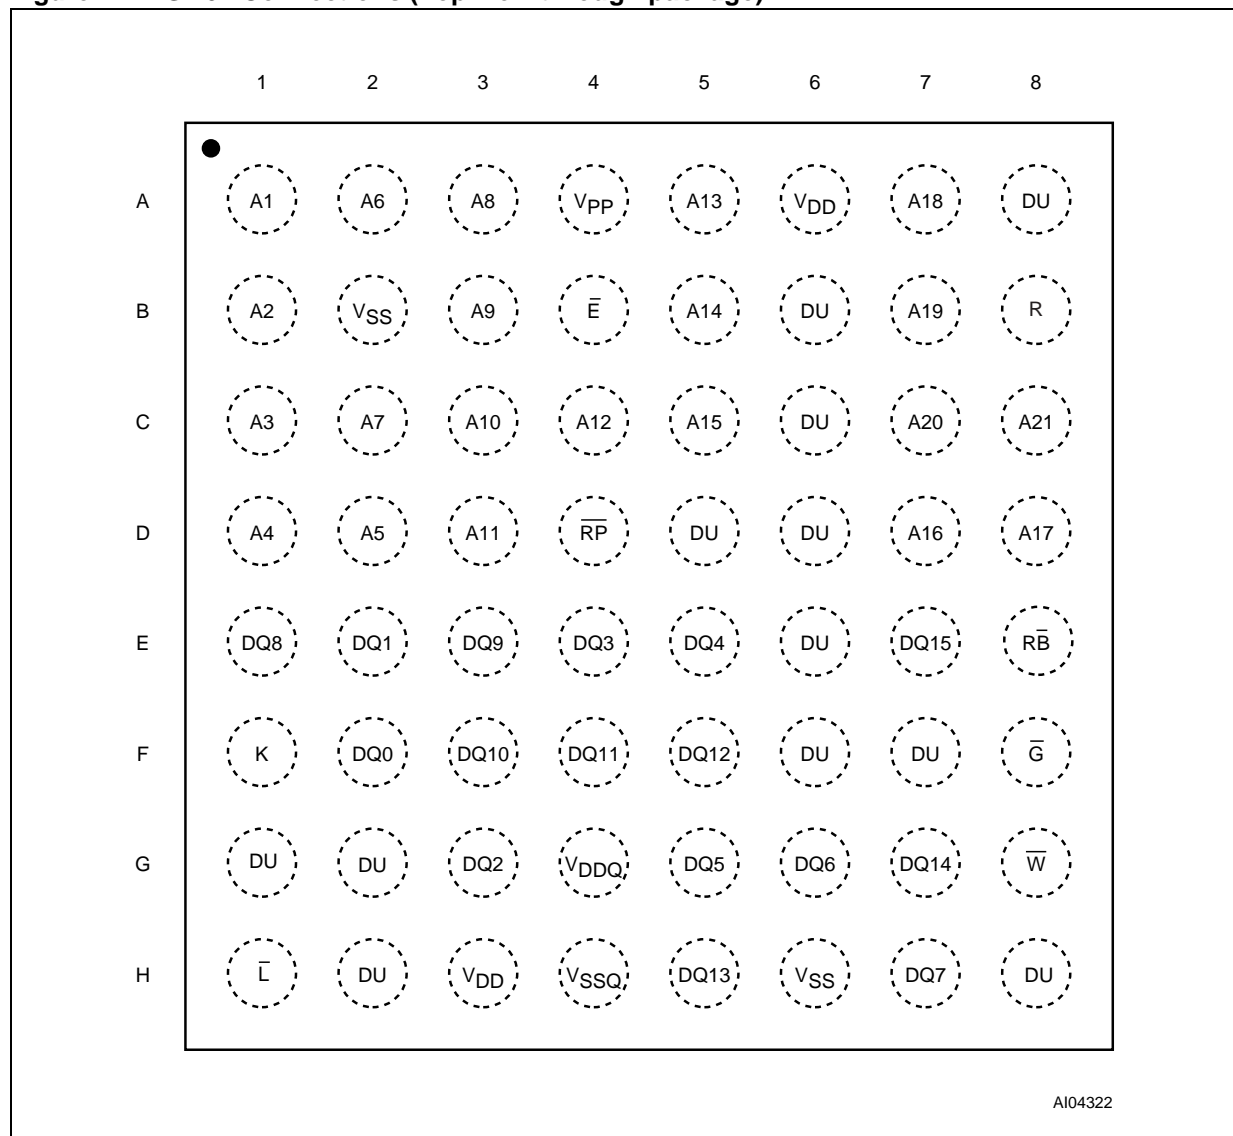 1 2 3 4 5 6 7 8
A A1 A6 A8 VPP A13 VDD A18 DU
B A2 VSS A9 E̅ A14 DU A19 R
C A3 A7 A10 A12 A15 DU A20 A21
D A4 A5 A11 R̅P̅ DU DU A16 A17
E DQ8 DQ1 DQ9 DQ3 DQ4 DU DQ15 RB̅
F K DQ0 DQ10 DQ11 DQ12 DU DU G̅
G DU DU DQ2 VDDQ DQ5 DQ6 DQ14 W̅
H L̅ DU VDD VSSQ DQ13 VSS DQ7 DU
AI04322